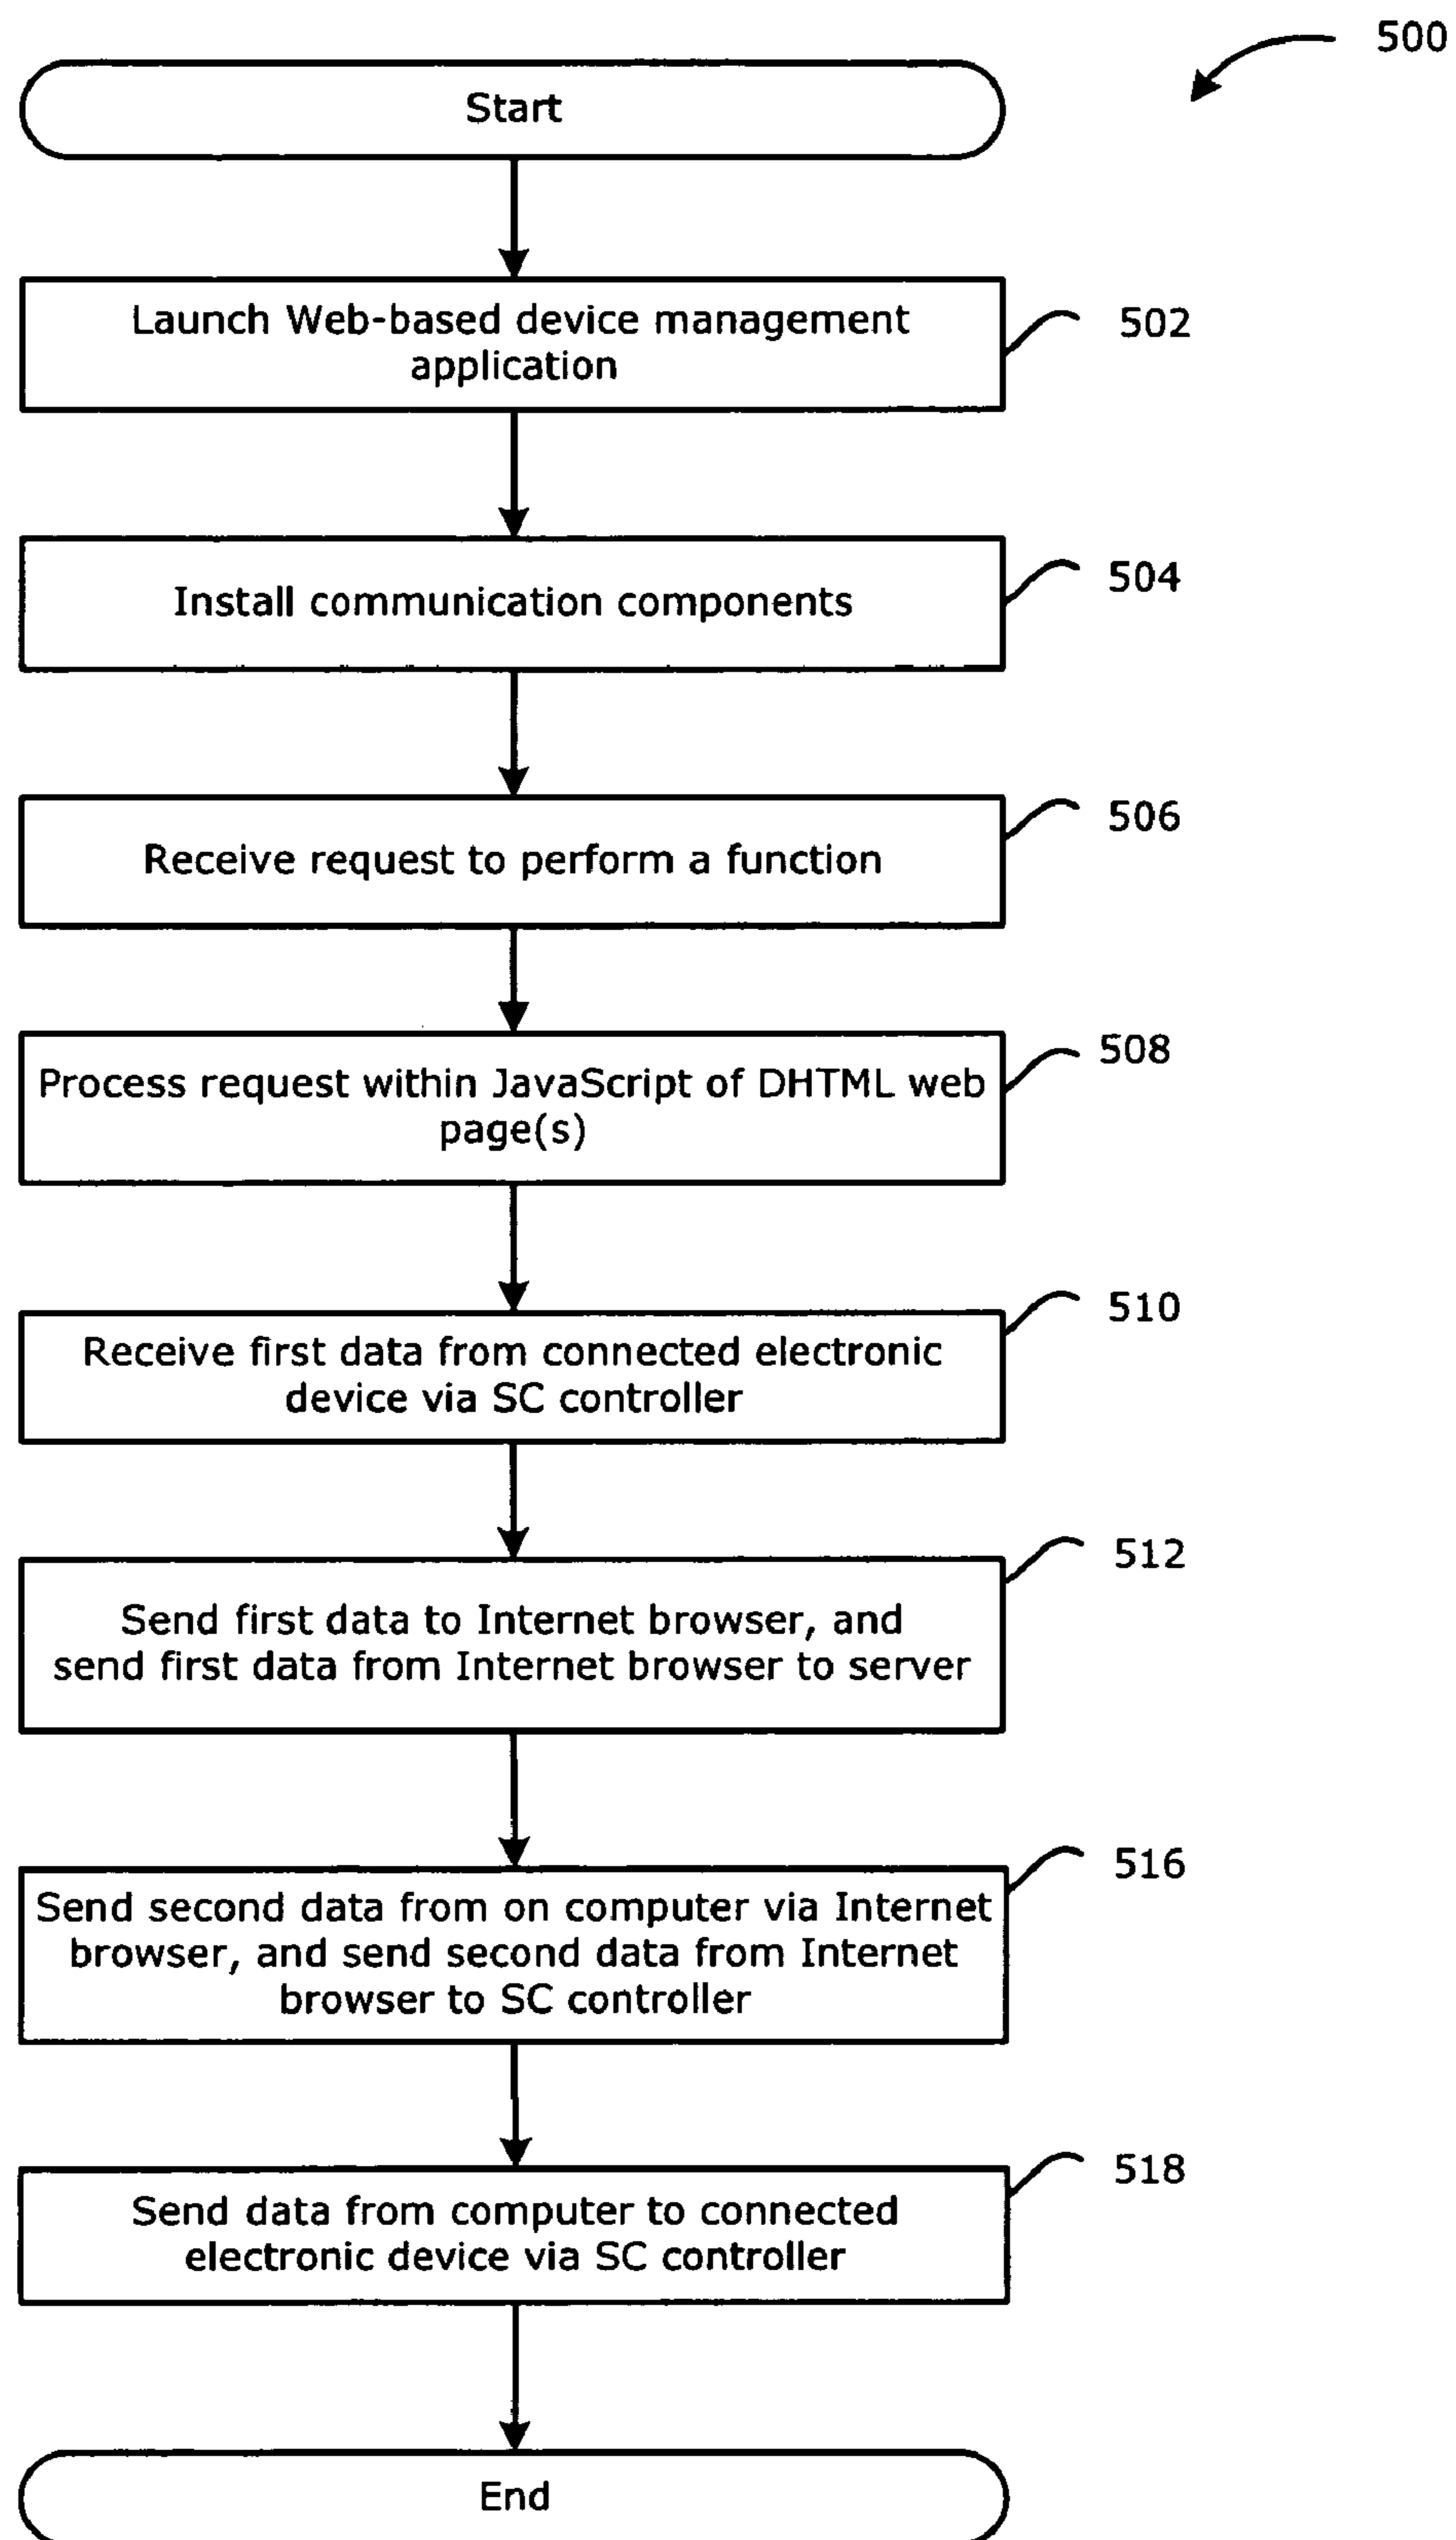 500
Start
Launch Web-based device management
application
502
Install communication components
504
Receive request to perform a function
506
Process request within JavaScript of DHTML web
page(s)
508
Receive first data from connected electronic
device via SC controller
510
Send first data to Internet browser, and
send first data from Internet browser to server
512
Send second data from on computer via Internet
browser, and send second data from Internet
browser to SC controller
516
Send data from computer to connected
electronic device via SC controller
518
End